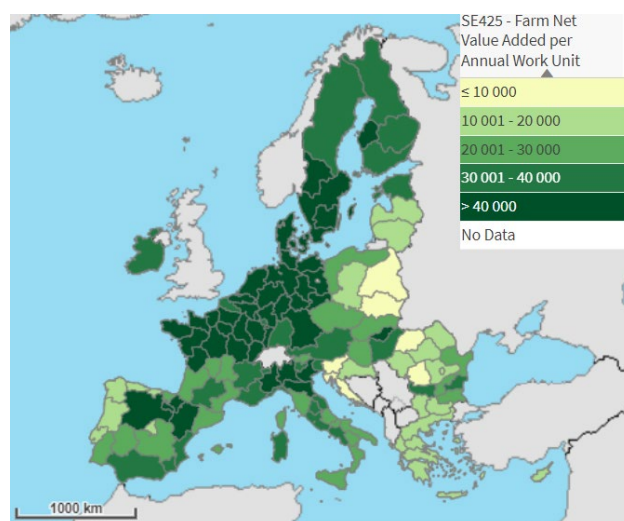 SE425 - Farm Net
Value Added per
Annual Work Unit
≤ 10 000
10 001 - 20 000
20 001 - 30 000
30 001 - 40 000
> 40 000
No Data
1000 km